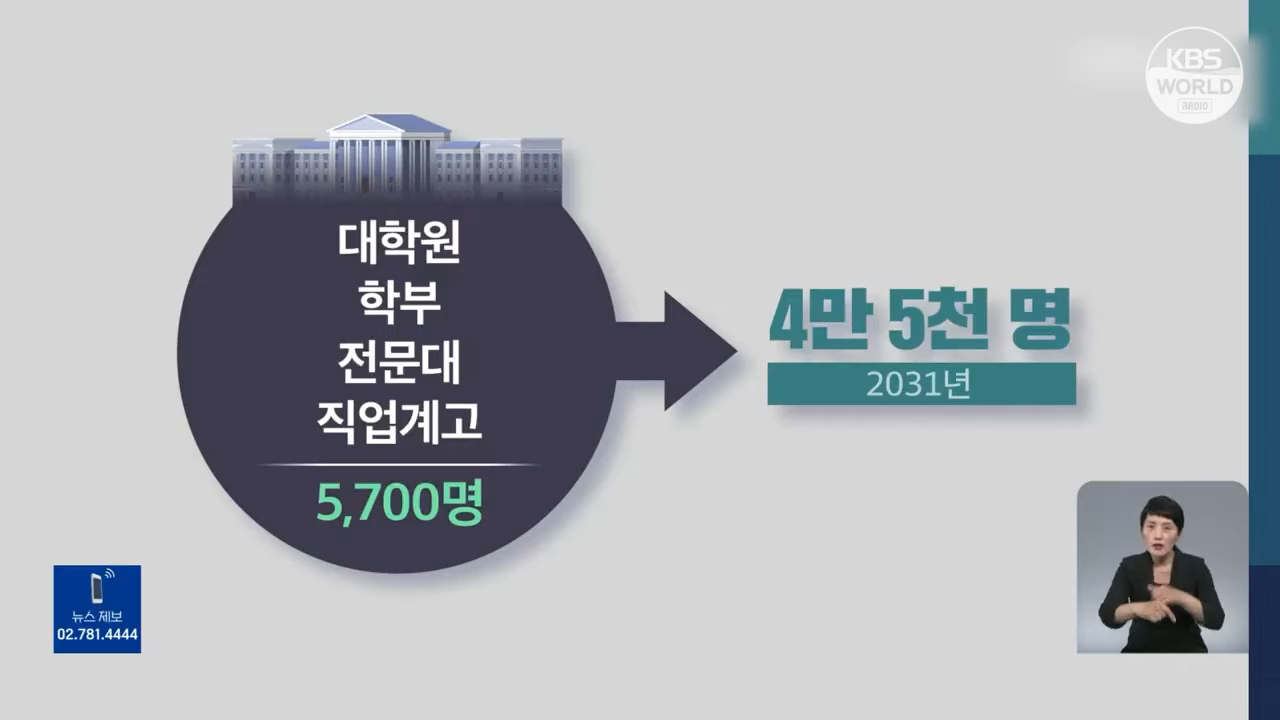 KBS
WORLD
RADIO
대학원
학부
전문대
직업계고
5,700명
4만 5천 명
2031년
뉴스 제보
02.781.4444